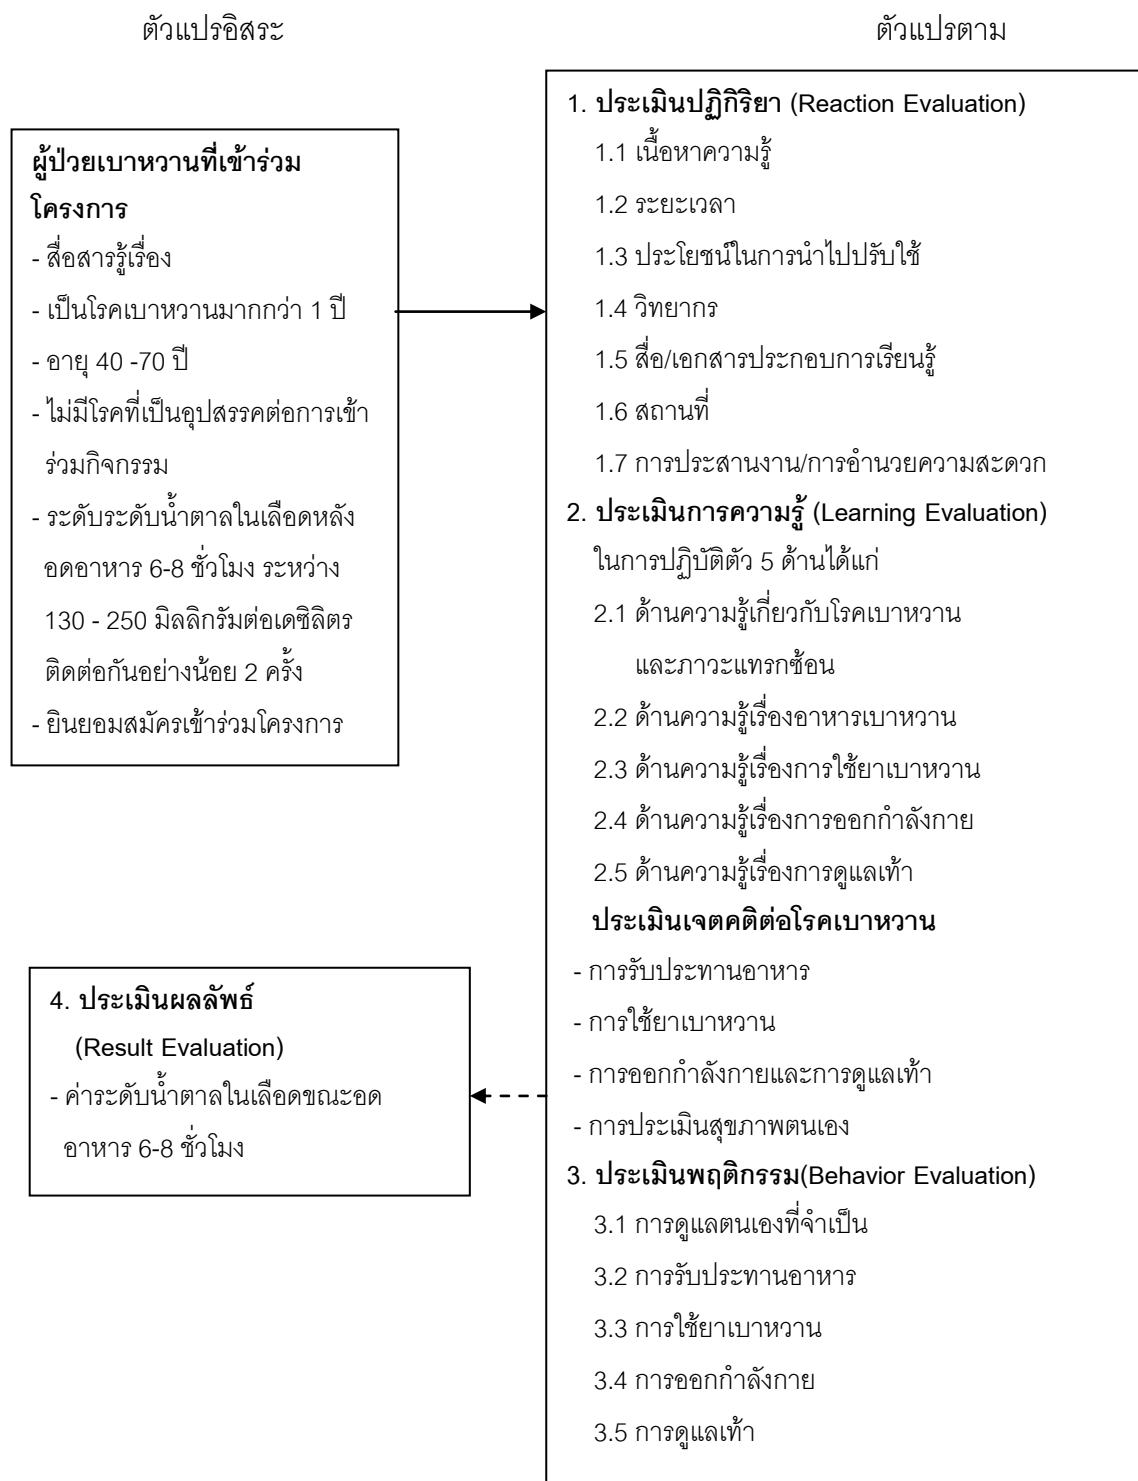 ตัวแปรอิสระ
ตัวแปรตาม
ผู้ป่วยเบาหวานที่เข้าร่วม
โครงการ
- สื่อสารรู้เรื่อง
- เป็นโรคเบาหวานมากกว่า 1 ปี
- อายุ 40 -70 ปี
- ไม่มีโรคที่เป็นอุปสรรคต่อการเข้า
ร่วมกิจกรรม
- ระดับระดับน้ำตาลในเลือดหลัง
อดอาหาร 6-8 ชั่วโมง ระหว่าง
130 - 250 มิลลิกรัมต่อเดซิลิตร
ติดต่อกันอย่างน้อย 2 ครั้ง
- ยินยอมสมัครเข้าร่วมโครงการ
1. ประเมินปฏิกิริยา (Reaction Evaluation)
1.1 เนื้อหาความรู้
1.2 ระยะเวลา
1.3 ประโยชน์ในการนำไปปรับใช้
1.4 วิทยากร
1.5 สื่อ/เอกสารประกอบการเรียนรู้
1.6 สถานที่
1.7 การประสานงาน/การอำนวยความสะดวก
2. ประเมินการความรู้ (Learning Evaluation)
ในการปฏิบัติตัว 5 ด้านได้แก่
2.1 ด้านความรู้เกี่ยวกับโรคเบาหวาน
และภาวะแทรกซ้อน
2.2 ด้านความรู้เรื่องอาหารเบาหวาน
2.3 ด้านความรู้เรื่องการใช้ยาเบาหวาน
2.4 ด้านความรู้เรื่องการออกกำลังกาย
2.5 ด้านความรู้เรื่องการดูแลเท้า
ประเมินเจตคติต่อโรคเบาหวาน
- การรับประทานอาหาร
- การใช้ยาเบาหวาน
- การออกกำลังกายและการดูแลเท้า
- การประเมินสุขภาพตนเอง
3. ประเมินพฤติกรรม(Behavior Evaluation)
3.1 การดูแลตนเองที่จำเป็น
3.2 การรับประทานอาหาร
3.3 การใช้ยาเบาหวาน
3.4 การออกกำลังกาย
3.5 การดูแลเท้า
4. ประเมินผลลัพธ์
(Result Evaluation)
- ค่าระดับน้ำตาลในเลือดขณะอด
อาหาร 6-8 ชั่วโมง